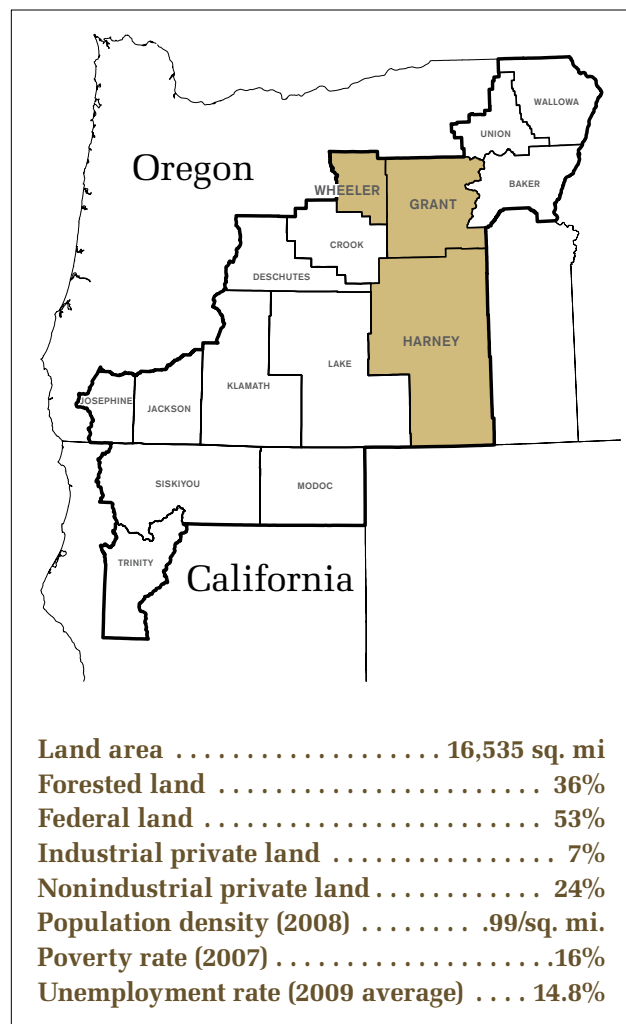 WALLOWA
UNION
Oregon
WHEELER
BAKER
GRANT
CROOK
DESCHUTES
HARNEY
LAKE
KLAMATH
JOSEPHINE
JACKSON
SISKIYOU
MODOC
TRINITY
California
Land area . . . . . . . . . . . . . . . . . . . . 16,535 sq. mi
Forested land . . . . . . . . . . . . . . . . . . . . . . . . . 36%
Federal land . . . . . . . . . . . . . . . . . . . . . . . . . . 53%
Industrial private land . . . . . . . . . . . . . . . . 7%
Nonindustrial private land . . . . . . . . . . . . . 24%
Population density (2008) . . . . . . . . .99/sq. mi.
Poverty rate (2007) . . . . . . . . . . . . . . . . . . . . . .16%
Unemployment rate (2009 average) . . . . 14.8%